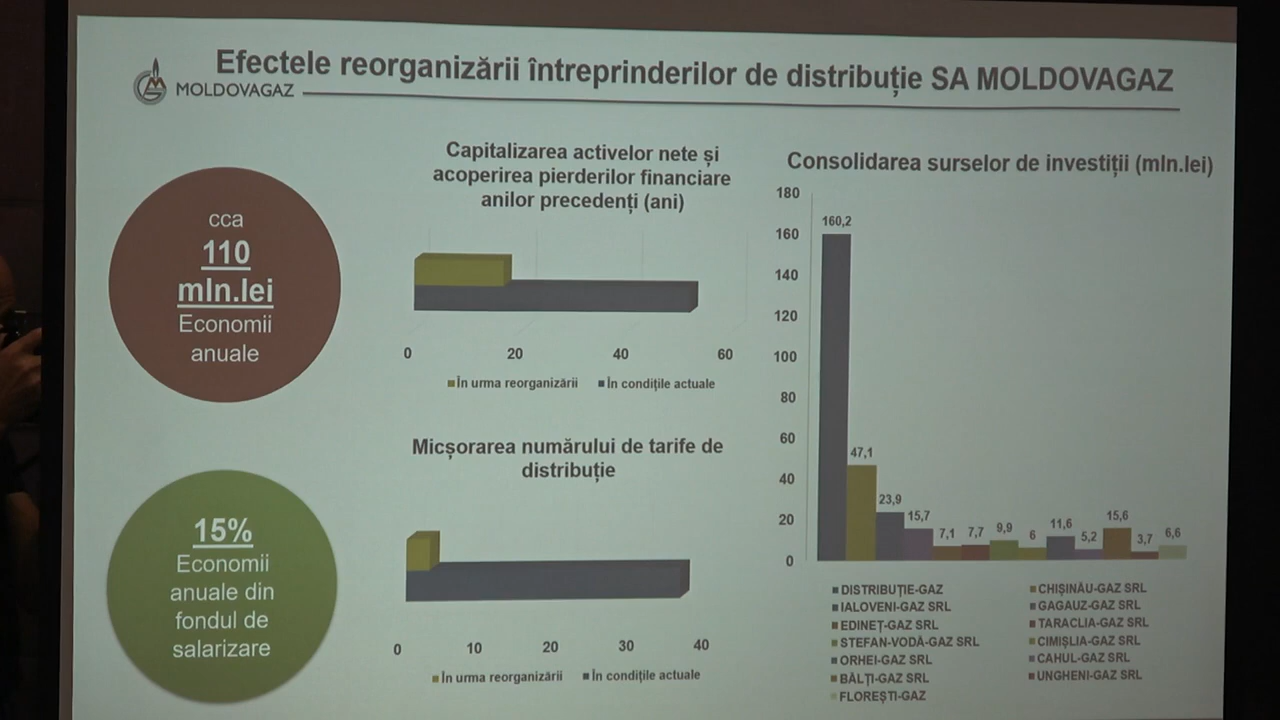 Efectele reorganizării întreprinderilor de distribuție SA MOLDOVAGAZ
MOLDOVAGAZ
cca
110
mln.lei
Economii
anuale
15%
Economii
anuale din
fondul de
salarizare
Capitalizarea activelor nete și
acoperirea pierderilor financiare
anilor precedenți (ani)
0 20 40 60
În urma reorganizării În condițile actuale
Micșorarea numărului de tarife de
distribuție
0 10 20 30 40
În urma reorganizării În condițile actuale
Consolidarea surselor de investiții (mln.lei)
180
160
140
120
100
80
60
40
20
0
160,2
47,1
23,9
15,7
7,1
7,7
9,9
6
11,6
5,2
15,6
3,7
6,6
DISTRIBUȚIE-GAZ CHIȘINĂU-GAZ SRL
IALOVENI-GAZ SRL GAGAUZ-GAZ SRL
EDINEȚ-GAZ SRL TARACLIA-GAZ SRL
STEFAN-VODĂ-GAZ SRL CIMIȘLIA-GAZ SRL
ORHEI-GAZ SRL CAHUL-GAZ SRL
BĂLȚI-GAZ SRL UNGHENI-GAZ SRL
FLOREȘTI-GAZ